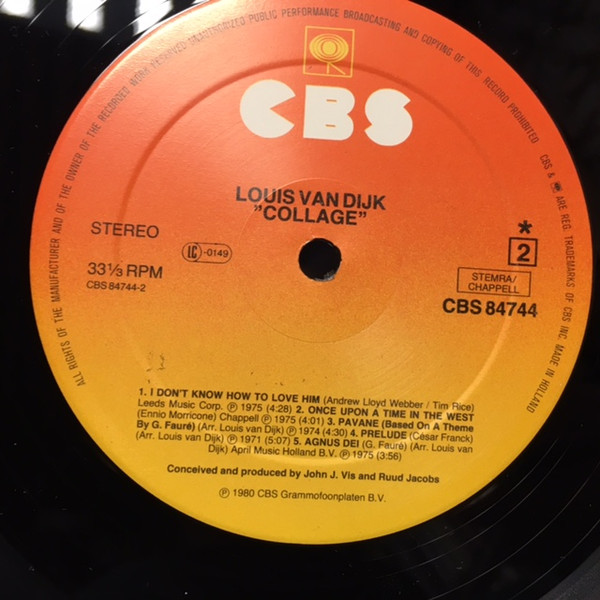 ALL RIGHTS OF THE MANUFACTURER AND OF THE OWNER OF THE RECORDED WORK RESERVED UNAUTHORIZED PUBLIC PERFORMANCE BROADCASTING AND COPYING OF THIS RECORD PROHIBITED
CBS & ARE REG. TRADEMARKS OF CBS INC. MADE IN HOLLAND
CBS
LOUIS VAN DIJK
"COLLAGE"
STEREO
LC-0149
*
2
33⅓ RPM
STEMRA/
CHAPPELL
CBS 84744-2
CBS 84744
1. I DON'T KNOW HOW TO LOVE HIM (Andrew Lloyd Webber / Tim Rice)
Leeds Music Corp. ℗ 1975 (4:28) 2. ONCE UPON A TIME IN THE WEST
(Ennio Morricone) Chappell ℗ 1975 (4:01) 3. PAVANE (Based On A Theme
By G. Fauré) (Arr. Louis van Dijk) ℗ 1974 (4:30) 4. PRELUDE (César Franck)
(Arr. Louis van Dijk) ℗ 1971 (5:07) 5. AGNUS DEI (G. Fauré) (Arr. Louis van
Dijk) April Music Holland B.V. ℗ 1975 (3:56)
Conceived and produced by John J. Vis and Ruud Jacobs
℗ 1980 CBS Grammofoonplaten B.V.